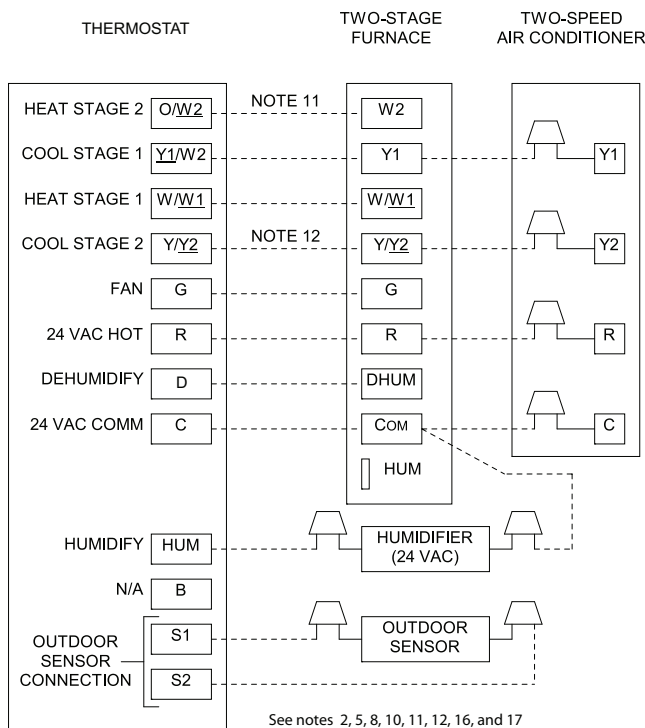 THERMOSTAT
TWO-STAGE
FURNACE
TWO-SPEED
AIR CONDITIONER
HEAT STAGE 2 O/W2 NOTE 11 W2
COOL STAGE 1 Y1/W2 Y1 Y1
HEAT STAGE 1 W/W1 W/W1
COOL STAGE 2 Y/Y2 NOTE 12 Y/Y2 Y2
FAN G G
24 VAC HOT R R R
DEHUMIDIFY D DHUM
24 VAC COMM C COM C
HUM
HUMIDIFY HUM HUMIDIFIER
(24 VAC)
N/A B
OUTDOOR
SENSOR
CONNECTION
S1 OUTDOOR
SENSOR
S2
See notes 2, 5, 8, 10, 11, 12, 16, and 17